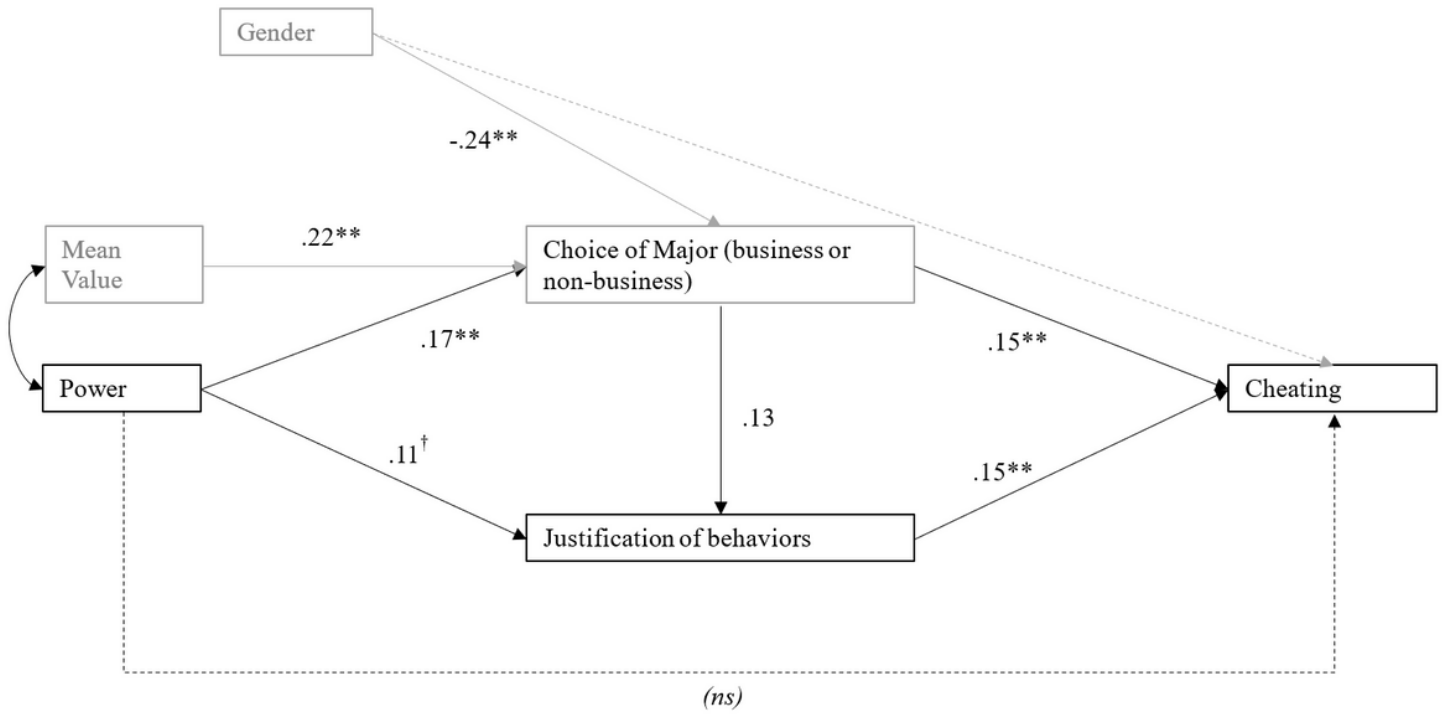 Gender
-.24**
Mean
Value
.22**
Choice of Major (business or
non-business)
.17**
.15**
Power
Cheating
.13
.11†
.15**
Justification of behaviors
(ns)